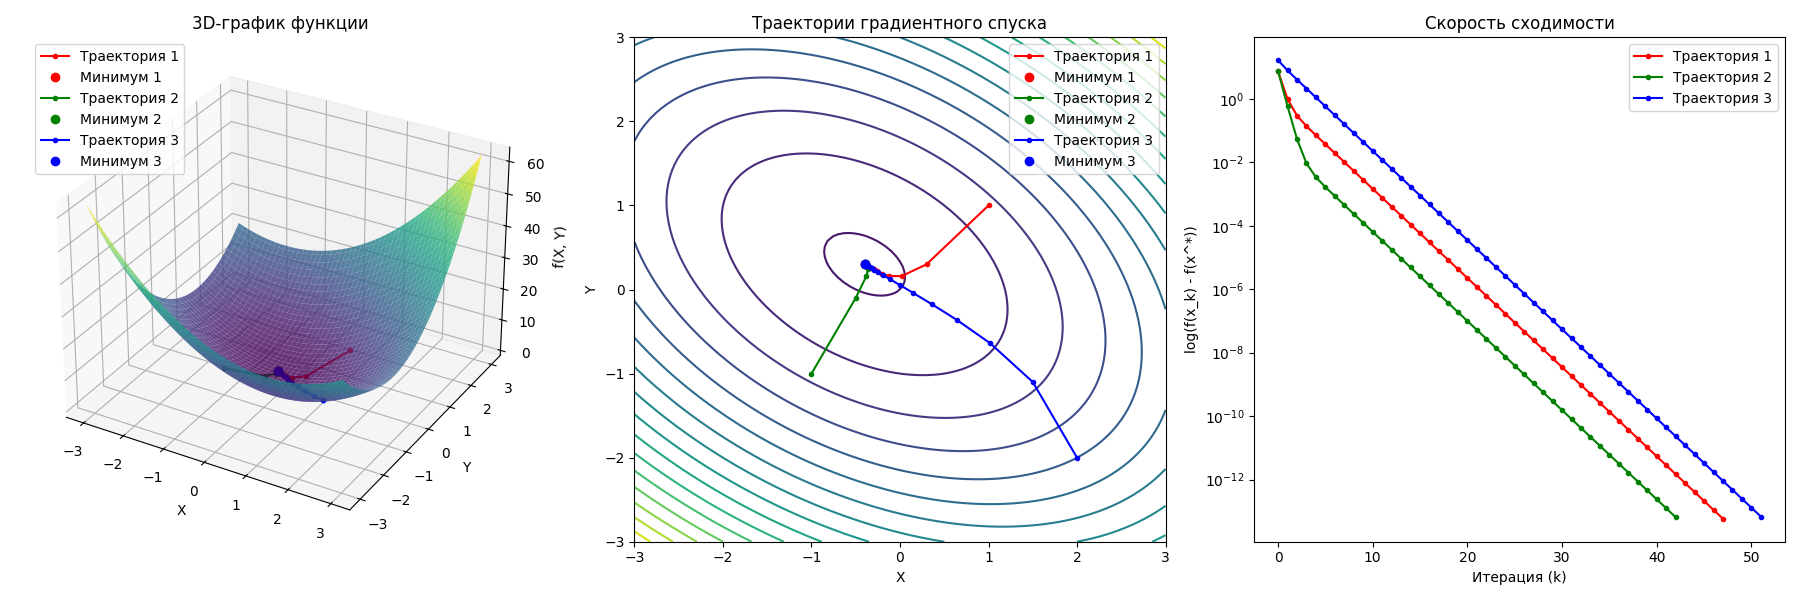 3D-график функции
Траектория 1
Минимум 1
Траектория 2
Минимум 2
Траектория 3
Минимум 3
60
50
40
30
20
10
0
f(X, Y)
−3
−2
−1
0
1
2
3
X
3
2
1
0
−1
−2
−3
Y
Траектории градиентного спуска
Траектория 1
Минимум 1
Траектория 2
Минимум 2
Траектория 3
Минимум 3
3
2
1
0
−1
−2
−3
Y
−3
−2
−1
0
1
2
3
X
Скорость сходимости
Траектория 1
Траектория 2
Траектория 3
10^0
10^−2
10^−4
10^−6
10^−8
10^−10
10^−12
log(f(x_k) - f(x^*))
0
10
20
30
40
50
Итерация (k)